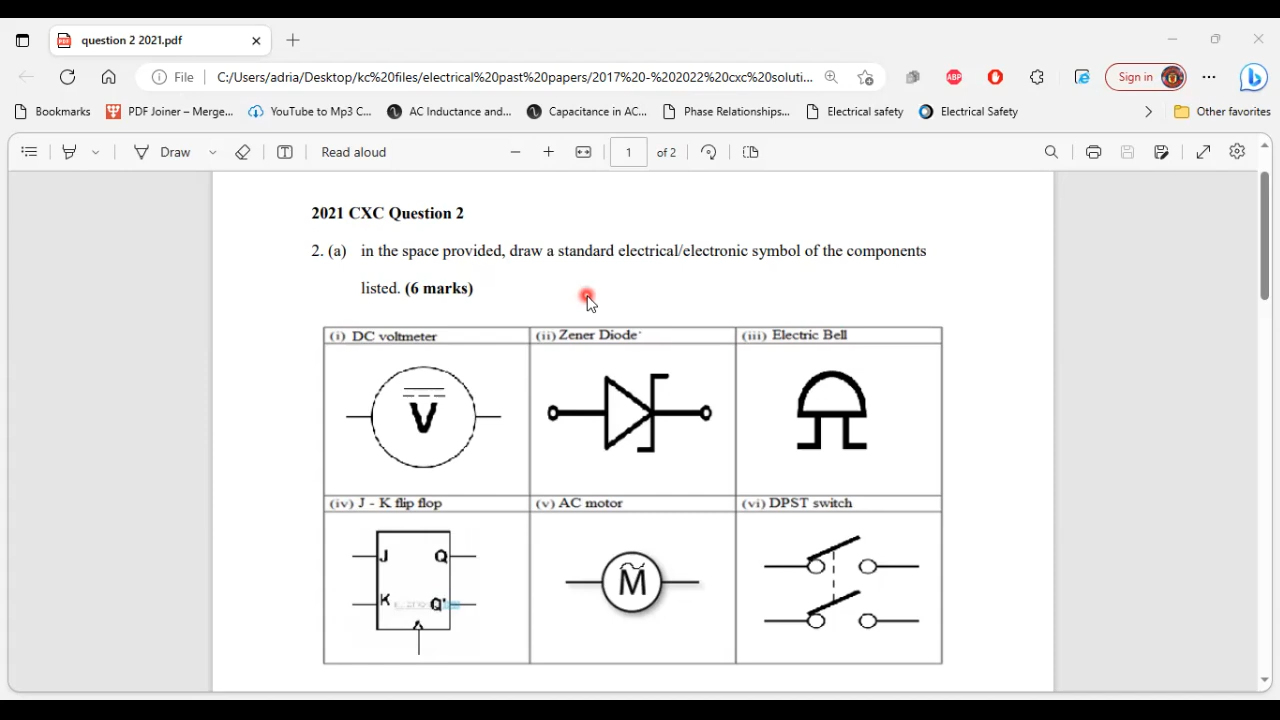 question 2 2021.pdf
File
C:/Users/adria/Desktop/kc%20files/electrical%20past%20papers/2017%20-%202022%20cxc%20soluti...
ABP
Sign in
Bookmarks
PDF Joiner – Merge...
YouTube to Mp3 C...
AC Inductance and...
Capacitance in AC...
Phase Relationships...
Electrical safety
Electrical Safety
Other favorites
Draw
Read aloud
1 of 2
2021 CXC Question 2
2. (a) in the space provided, draw a standard electrical/electronic symbol of the components
listed. (6 marks)
(i) DC voltmeter
(ii) Zener Diode
(iii) Electric Bell
V
(iv) J - K flip flop
(v) AC motor
(vi) DPST switch
J Q
K Q'
M